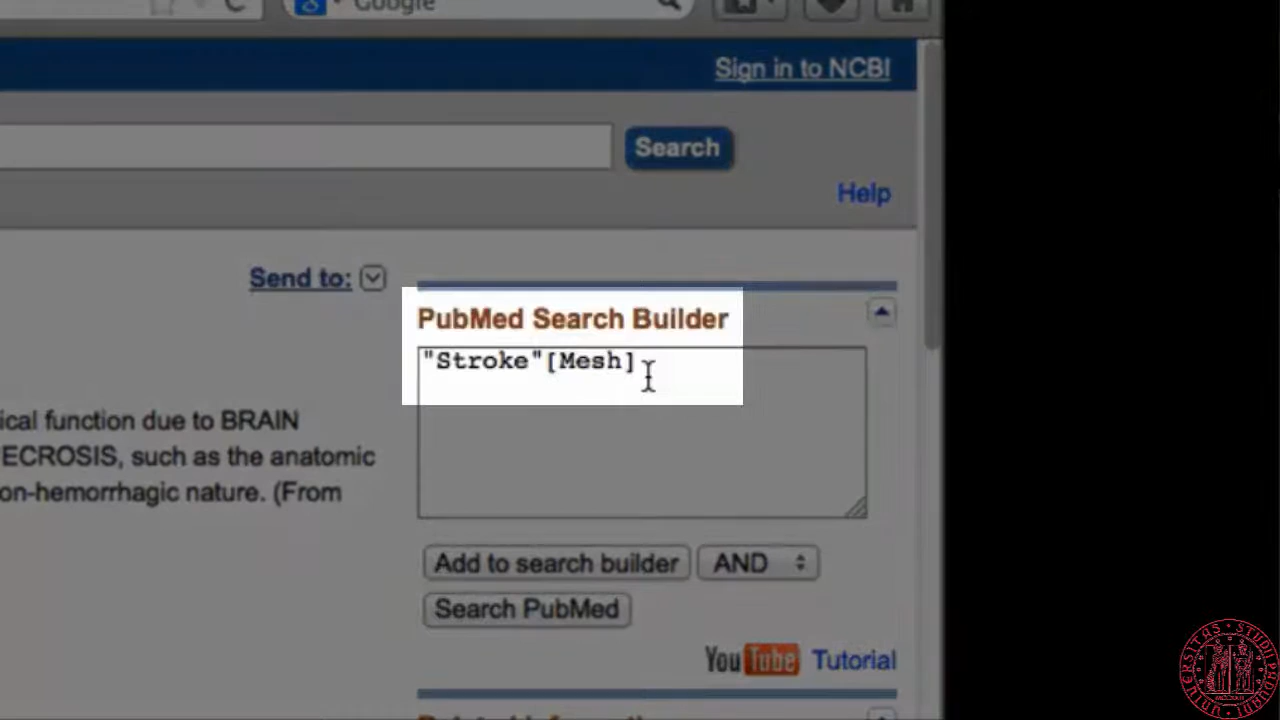 Google
Sign in to NCBI
Search
Help
Send to:
PubMed Search Builder
"Stroke"[Mesh]
ical function due to BRAIN
ECROSIS, such as the anatomic
on-hemorrhagic nature. (From
Add to search builder
AND
Search PubMed
YouTube Tutorial